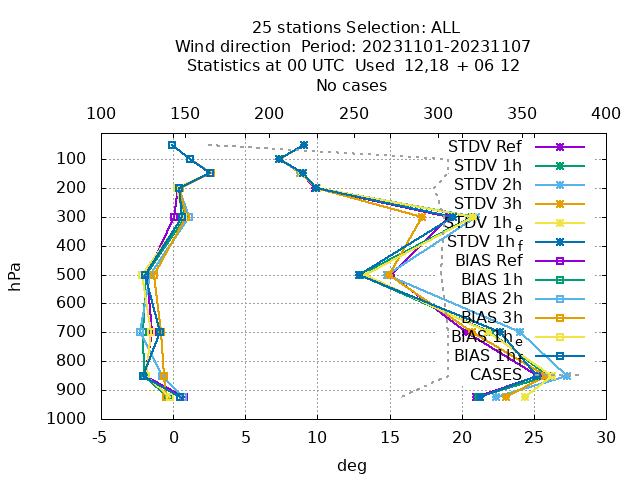 25 stations Selection: ALL
Wind direction  Period: 20231101-20231107
Statistics at 00 UTC  Used  12,18 + 06 12
No cases
100 150 200 250 300 350 400
STDV Ref
STDV 1h
STDV 2h
STDV 3h
STDV 1he
STDV 1hf
BIAS Ref
BIAS 1h
BIAS 2h
BIAS 3h
BIAS 1he
BIAS 1hf
CASES
hPa
100
200
300
400
500
600
700
800
900
1000
-5 0 5 10 15 20 25 30
deg